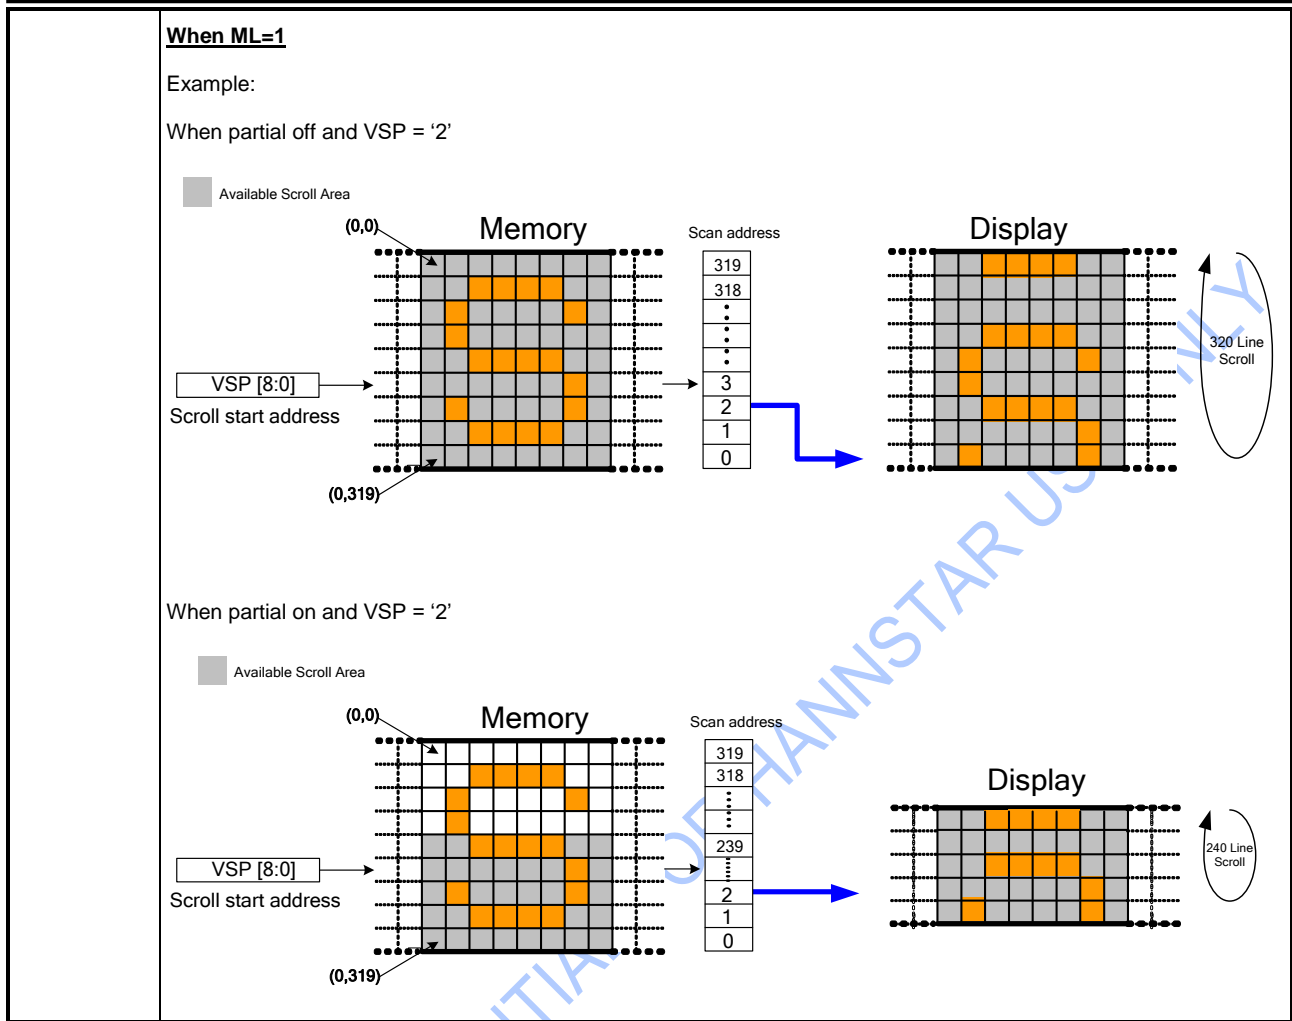 When ML=1
Example:
When partial off and VSP = ‘2’
Available Scroll Area
(0,0)
Memory
Scan address
Display
319
318
3
2
1
0
VSP [8:0]
Scroll start address
(0,319)
320 Line
Scroll
When partial on and VSP = ‘2’
Available Scroll Area
(0,0)
Memory
Scan address
Display
319
318
239
2
1
0
VSP [8:0]
Scroll start address
(0,319)
240 Line
Scroll
OF HANNSTAR